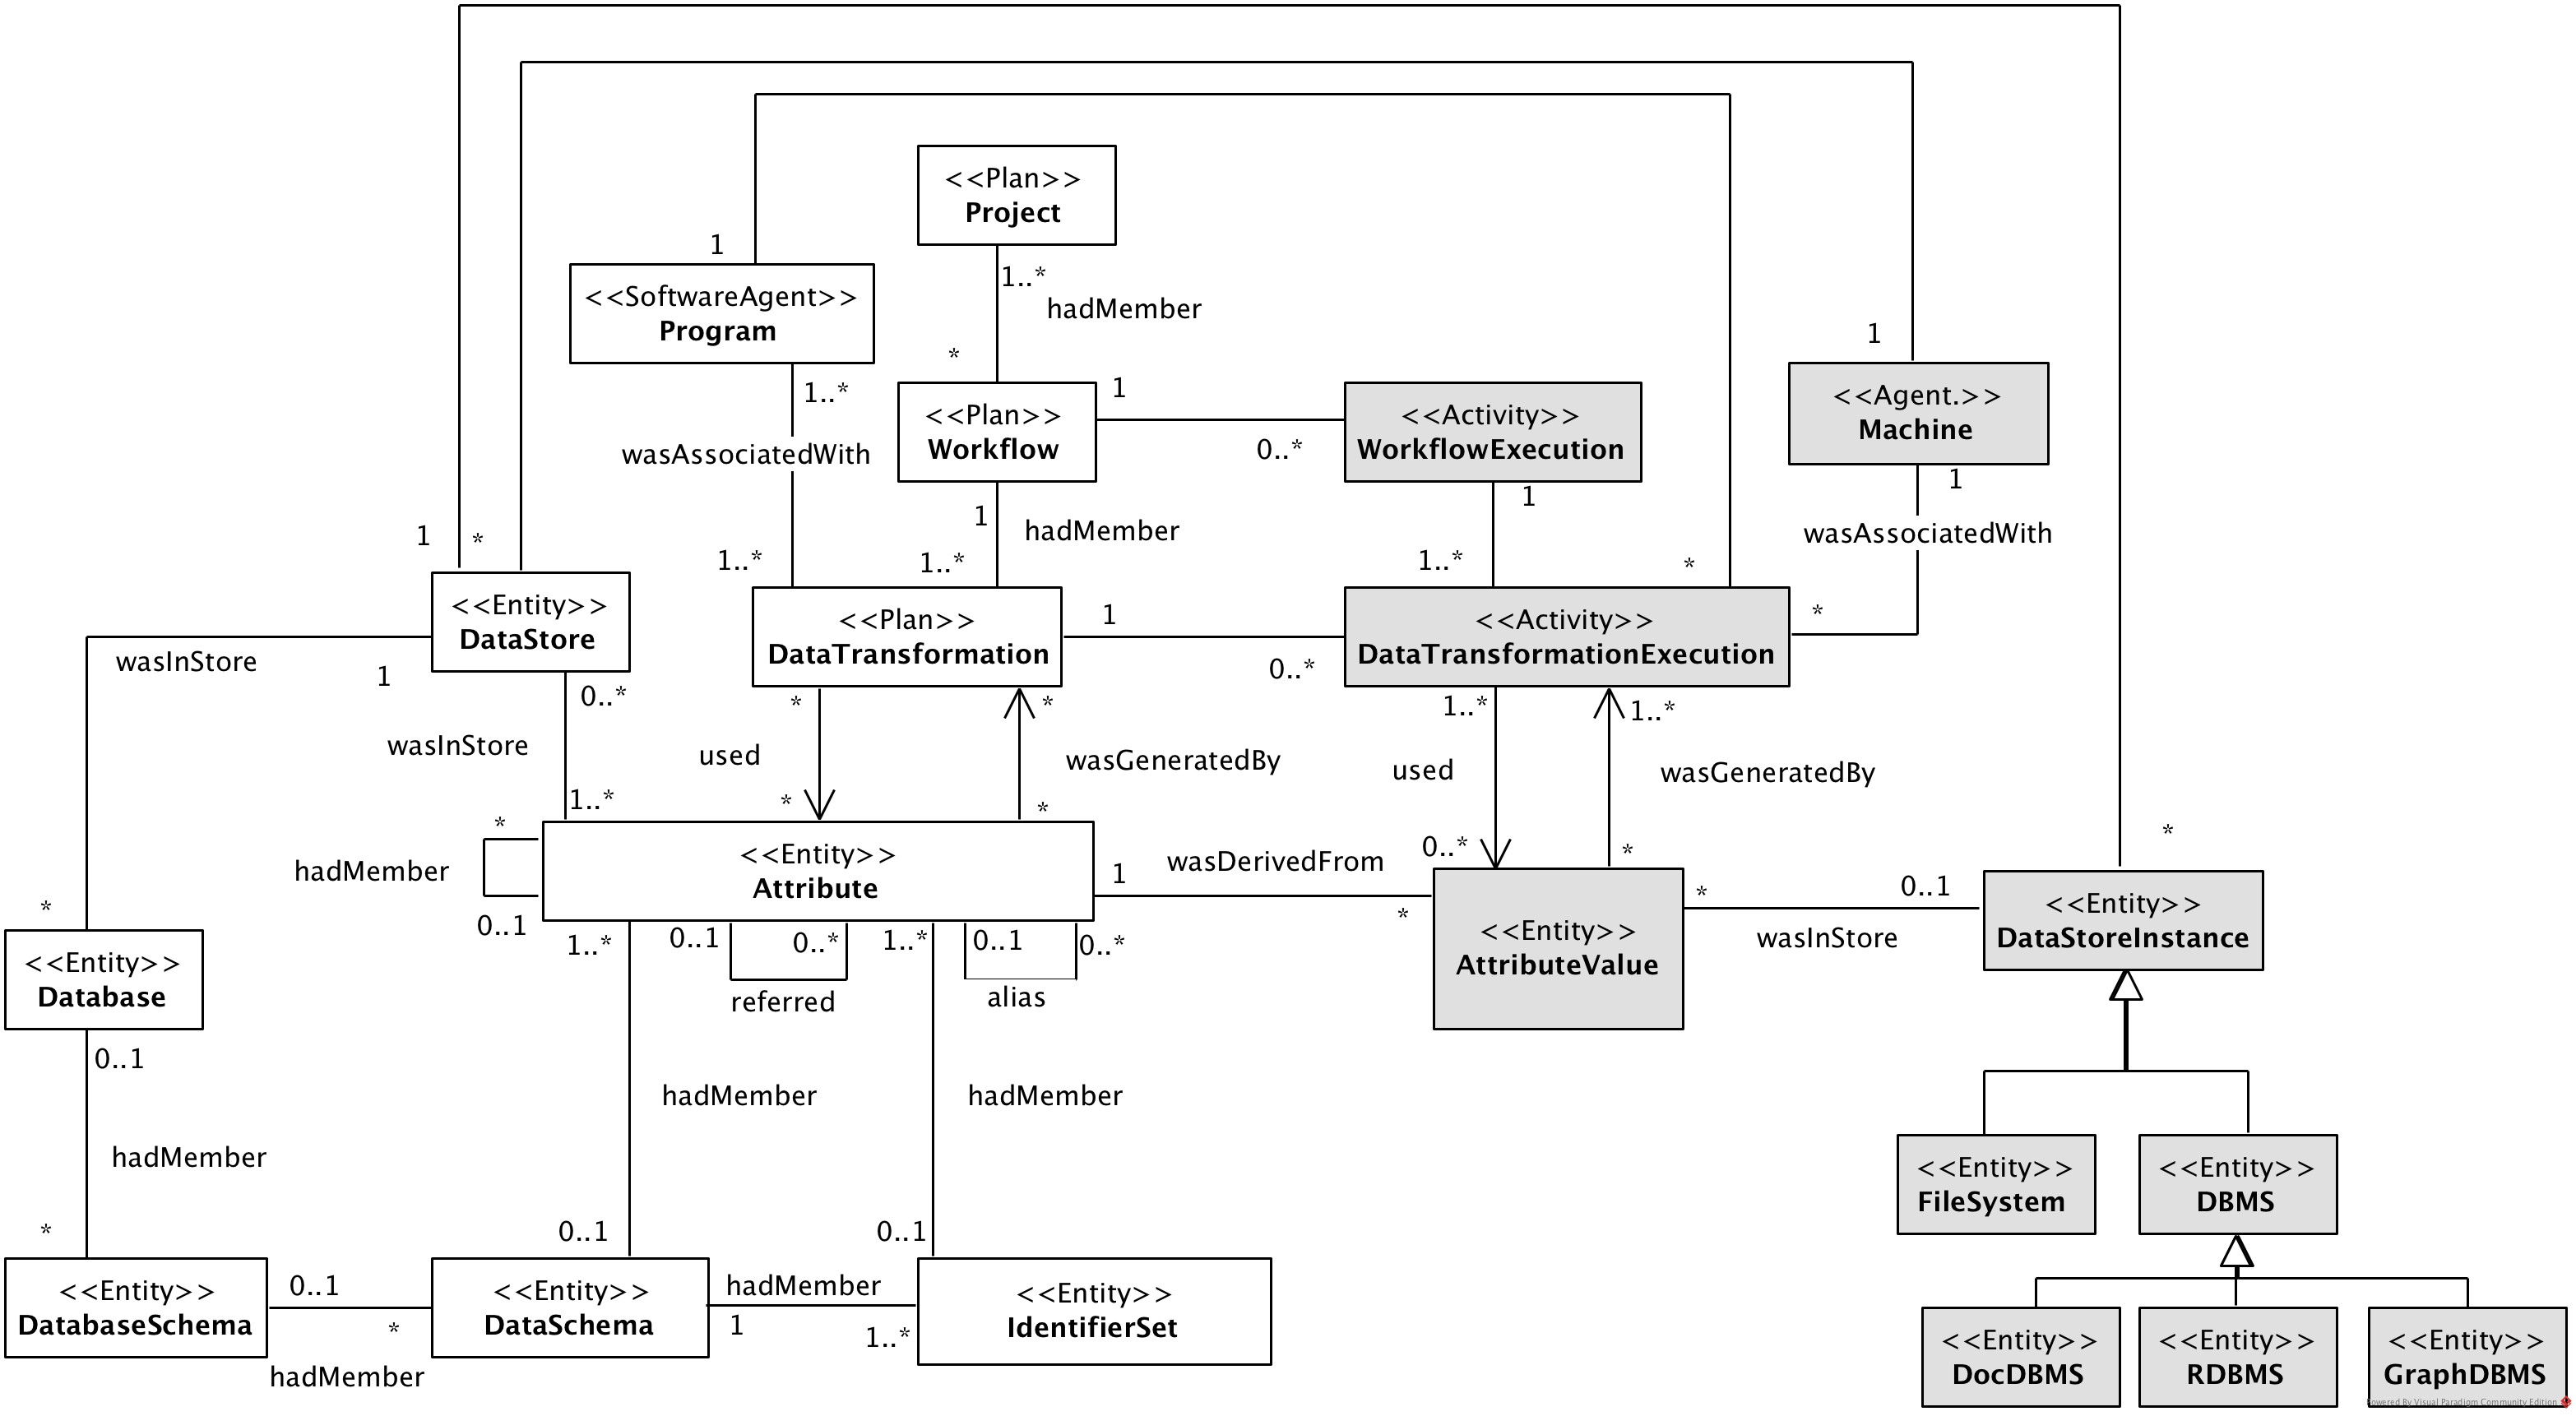 <<Plan>>
Project
1
1..*
<<SoftwareAgent>>
Program
hadMember
1
*
1..*
<<Plan>>
Workflow
1
0..*
<<Activity>>
WorkflowExecution
<<Agent.>>
Machine
wasAssociatedWith
1
1
hadMember
1
wasAssociatedWith
1
*
1..*
1..*
1..*
*
*
<<Entity>>
DataStore
<<Plan>>
DataTransformation
1
0..*
<<Activity>>
DataTransformationExecution
wasInStore
1
0..*
*
*
1..*
1..*
wasInStore
used
wasGeneratedBy
used
wasGeneratedBy
1..*
*
*
*
hadMember
0..1
<<Entity>>
Attribute
1
wasDerivedFrom
*
0..*
*
*
<<Entity>>
AttributeValue
*
0..1
wasInStore
<<Entity>>
DataStoreInstance
*
<<Entity>>
Database
1..*
0..1
0..*
referred
1..*
0..1
0..*
alias
0..1
hadMember
hadMember
hadMember
*
0..1
0..1
<<Entity>>
FileSystem
<<Entity>>
DBMS
<<Entity>>
DatabaseSchema
0..1
*
hadMember
<<Entity>>
DataSchema
hadMember
1
1..*
<<Entity>>
IdentifierSet
<<Entity>>
DocDBMS
<<Entity>>
RDBMS
<<Entity>>
GraphDBMS
Powered By Visual Paradigm Community Edition